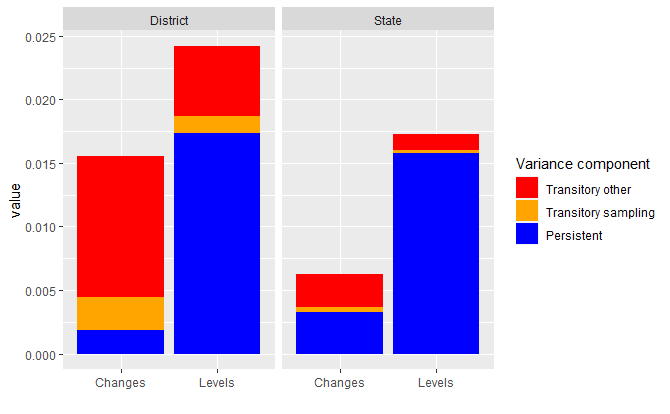 District
State
0.025
0.020
0.015
0.010
0.005
0.000
value
Changes
Levels
Changes
Levels
Variance component
Transitory other
Transitory sampling
Persistent